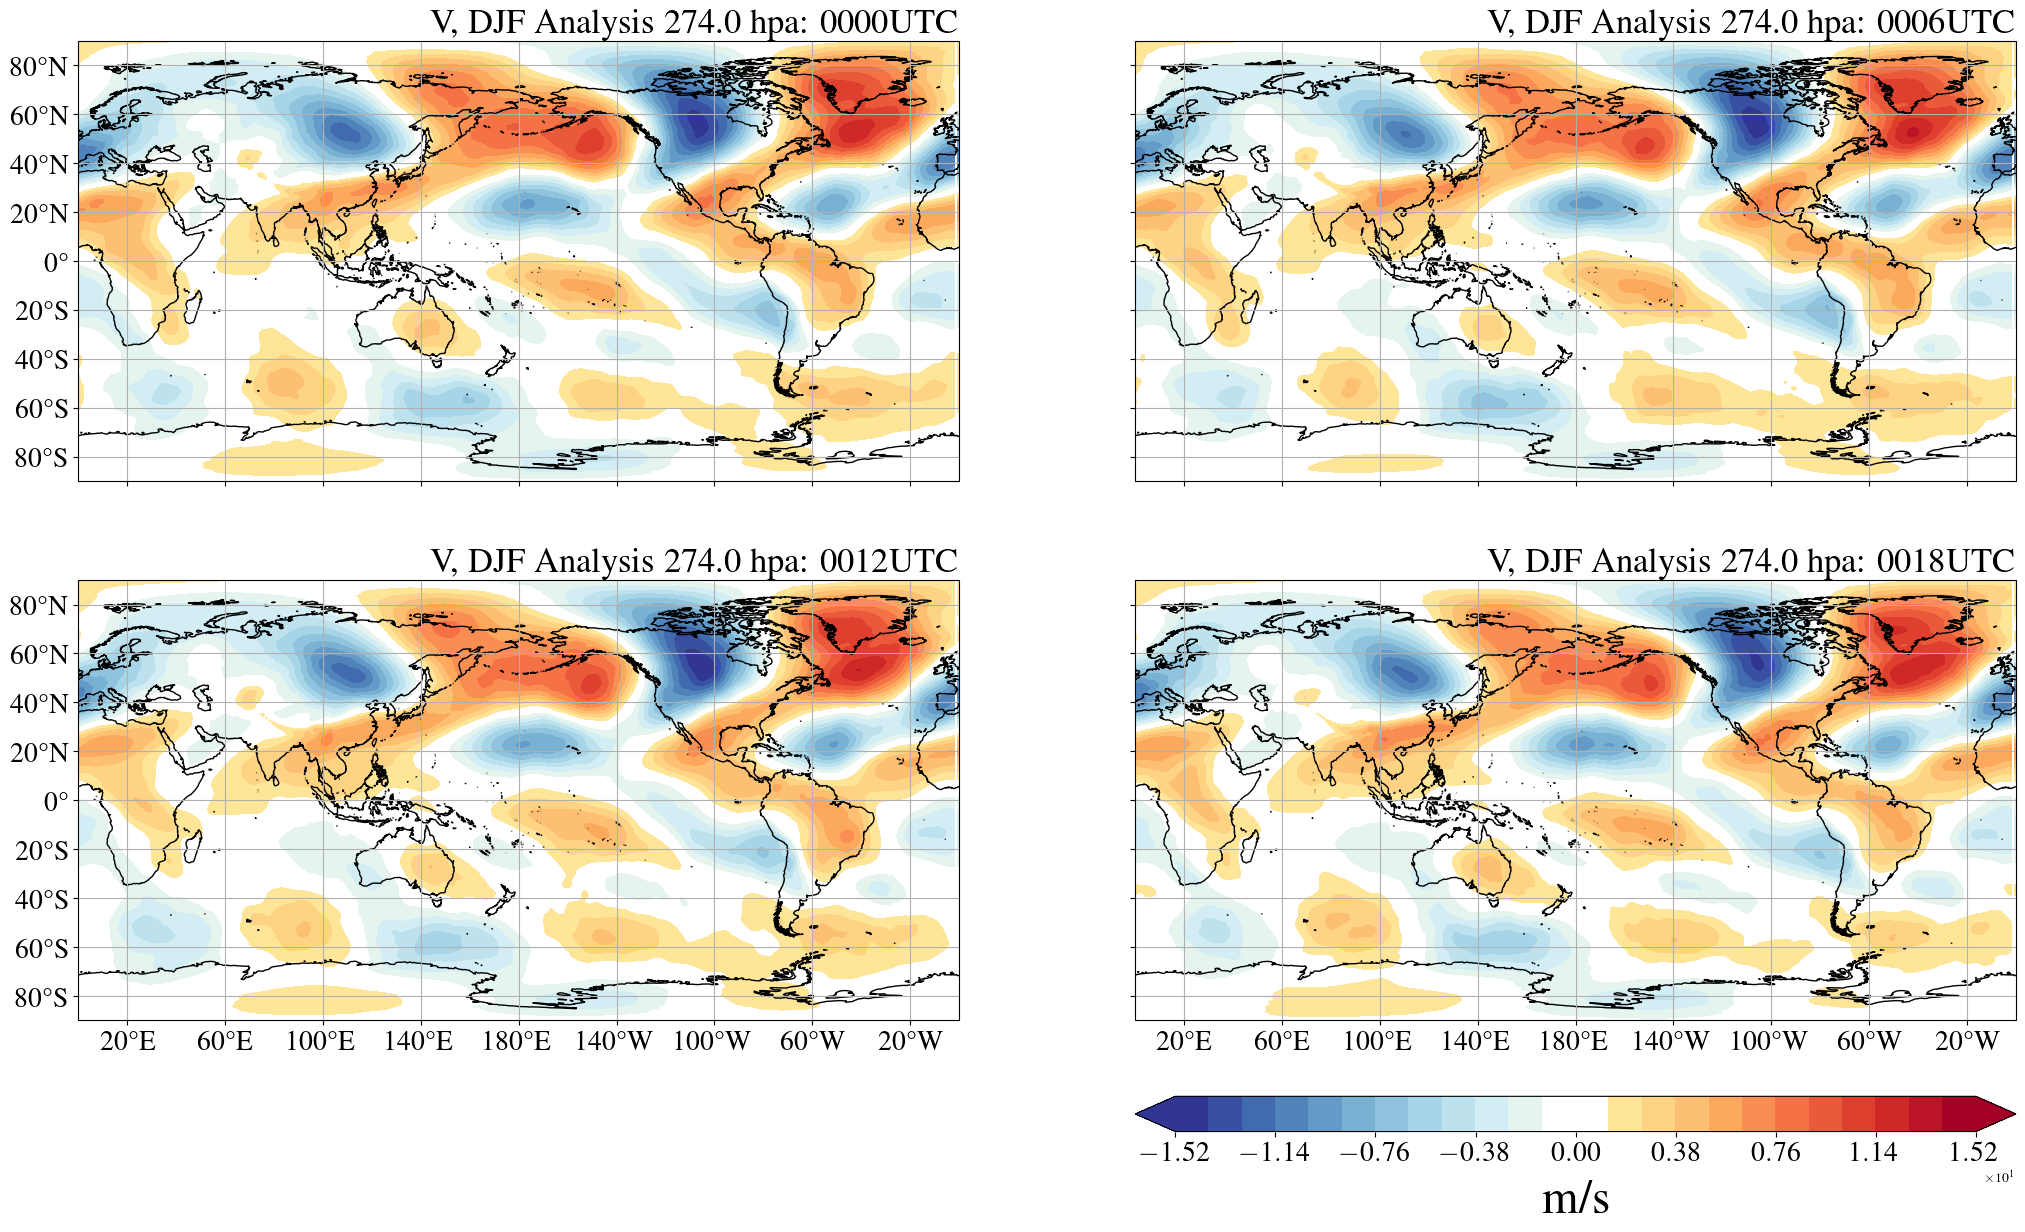 V, DJF Analysis 274.0 hpa: 0000UTC
V, DJF Analysis 274.0 hpa: 0006UTC
80°N
60°N
40°N
20°N
0°
20°S
40°S
60°S
80°S
V, DJF Analysis 274.0 hpa: 0012UTC
V, DJF Analysis 274.0 hpa: 0018UTC
80°N
60°N
40°N
20°N
0°
20°S
40°S
60°S
80°S
20°E 60°E 100°E 140°E 180°E 140°W 100°W 60°W 20°W
20°E 60°E 100°E 140°E 180°E 140°W 100°W 60°W 20°W
−1.52 −1.14 −0.76 −0.38 0.00 0.38 0.76 1.14 1.52
×10¹
m/s